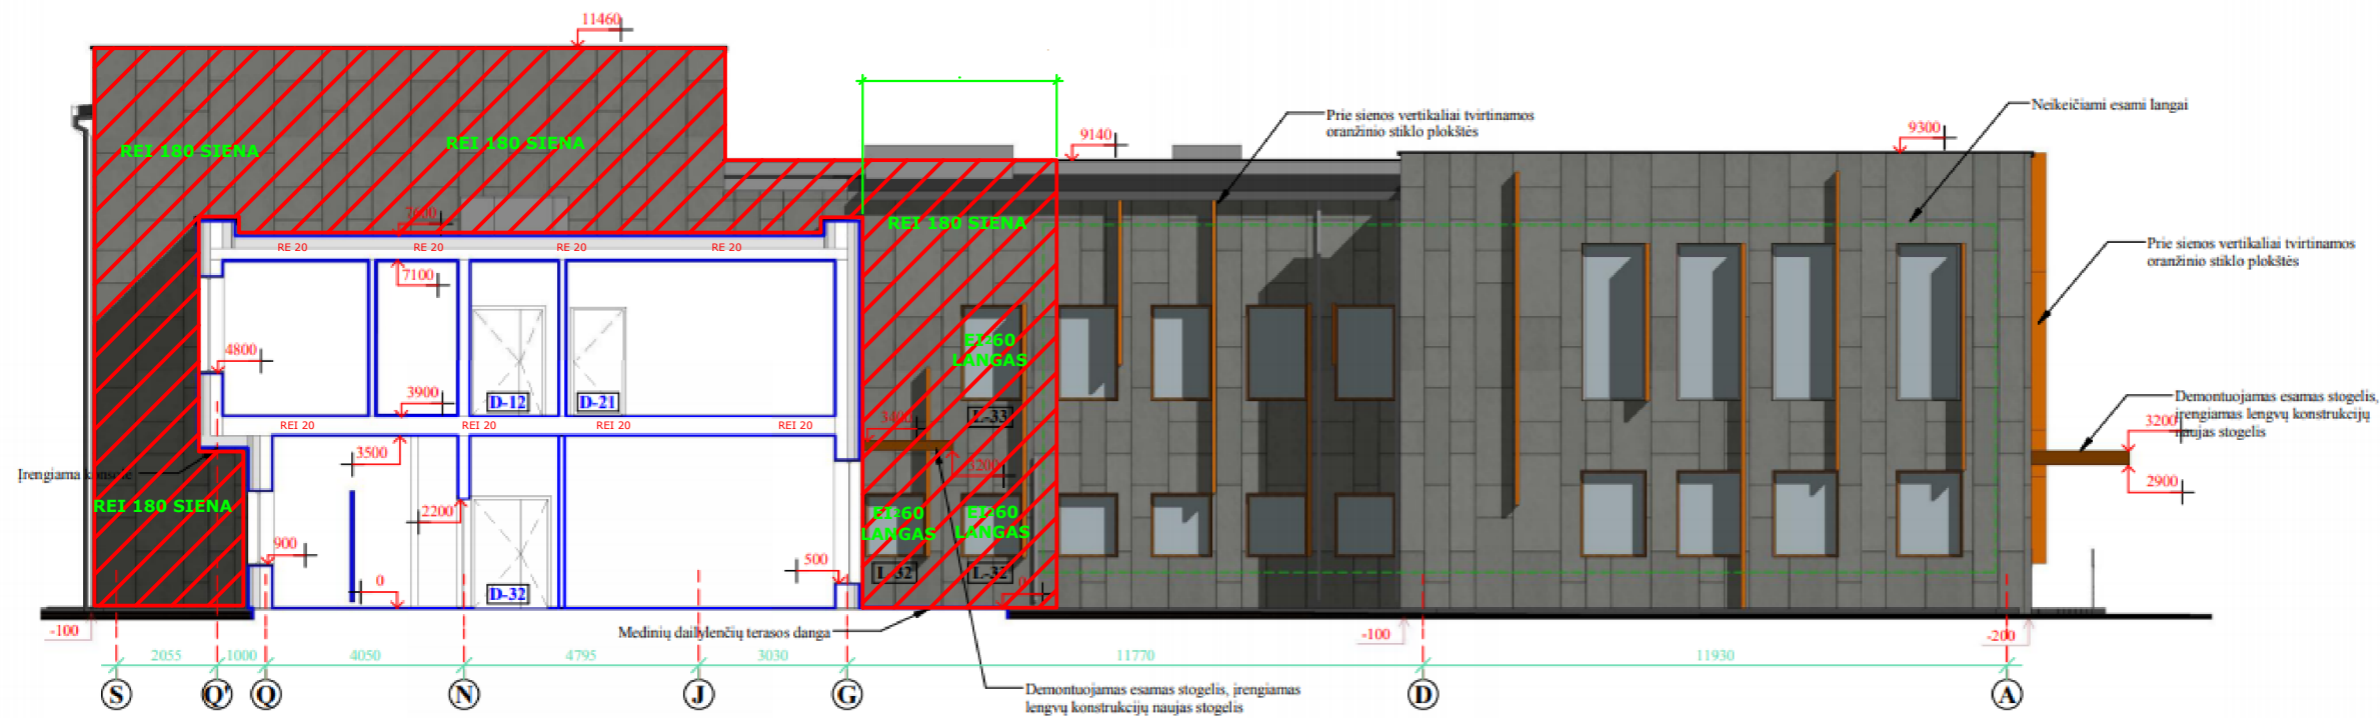 11460
Prie sienos vertikaliai tvirtinamos
oranžinio stiklo plokštės
Neikeičiami esami langai
9140
9300
REI 180 SIENA
REI 180 SIENA
7600
REI 180 SIENA
RE 20
RE 20
RE 20
RE 20
Prie sienos vertikaliai tvirtinamos
oranžinio stiklo plokštės
7100
4800
EI 60
LANGAS
3900
D-12
D-21
L-33
Demontuojamas esamas stogelis,
įrengiamas lengvų konstrukcijų
naujas stogelis
3200
REI 20
REI 20
REI 20
REI 20
3400
3500
3200
Įrengiama
2900
REI 180 SIENA
2200
EI 60
LANGAS
EI 60
LANGAS
900
500
L-32
L-32
0
0
D-32
-100
Medinių dailylenčių terasos danga
-100
-200
2055
1000
4050
4795
3030
11770
11930
S
Q'
Q
N
J
G
D
A
Demontuojamas esamas stogelis, įrengiamas
lengvų konstrukcijų naujas stogelis